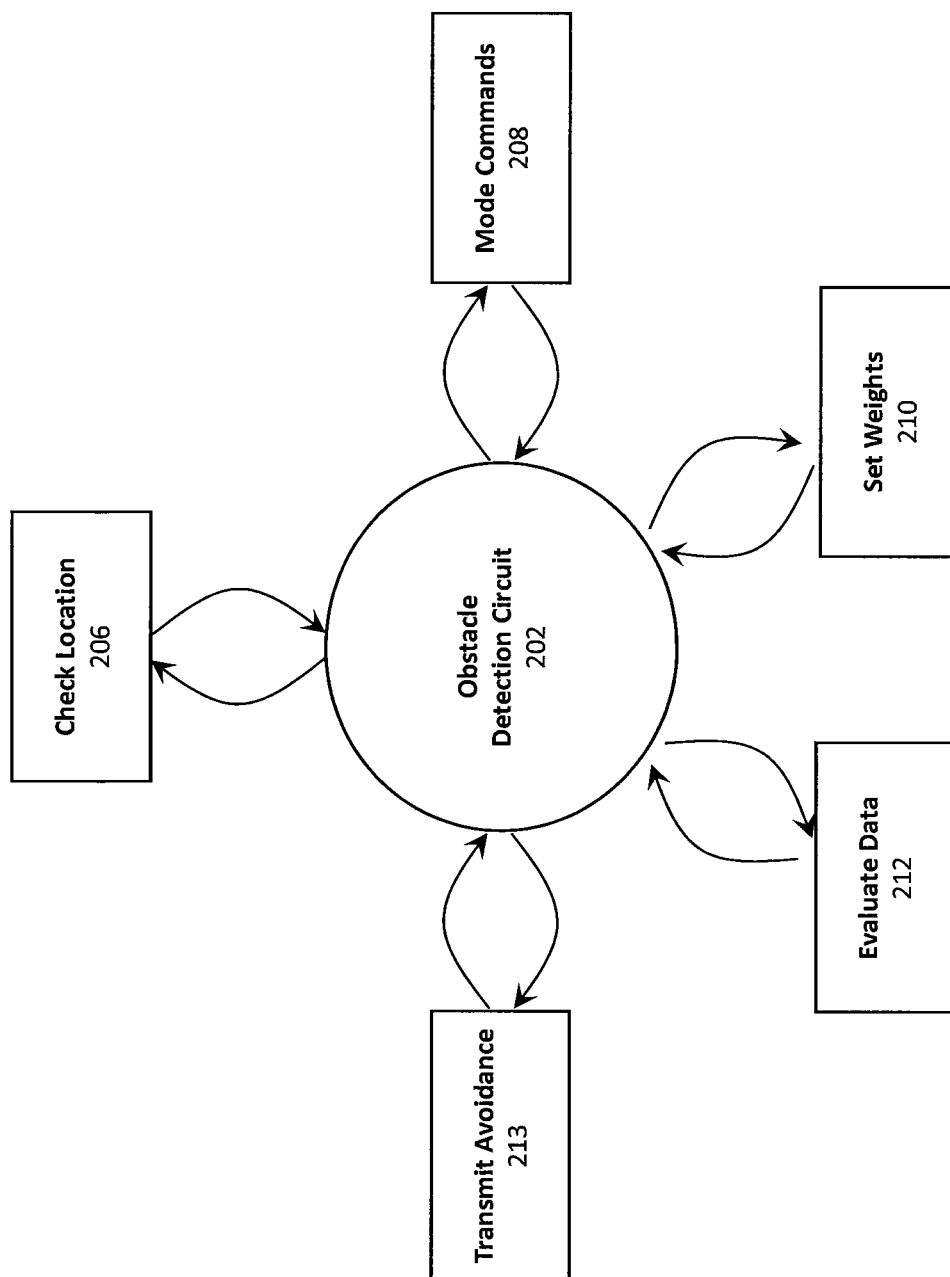 Check Location
206
Mode Commands
208
Obstacle
Detection Circuit
202
Transmit Avoidance
213
Set Weights
210
Evaluate Data
212